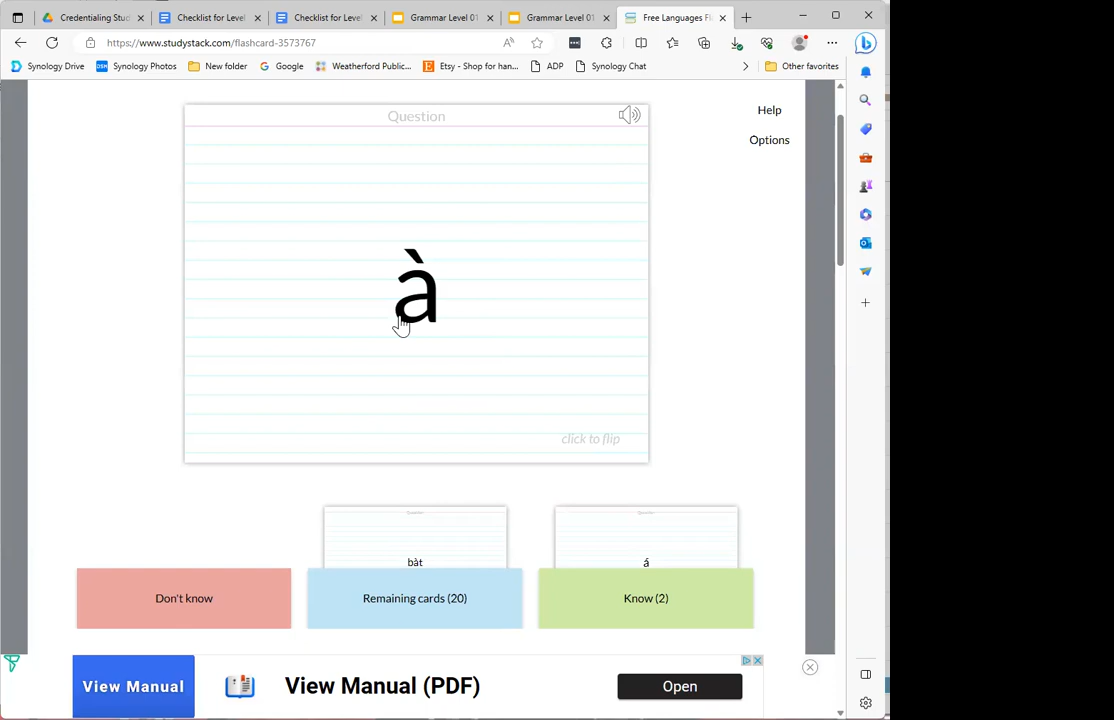 Credentialing Stud
Checklist for Level
Checklist for Level
Grammar Level 01
Grammar Level 01
Free Languages Fl
https://www.studystack.com/flashcard-3573767
Synology Drive
Synology Photos
New folder
Google
Weatherford Public...
Etsy - Shop for han...
ADP
Synology Chat
Other favorites
Question
Help
Options
à
click to flip
Question
Question
bàt
á
Don't know
Remaining cards (20)
Know (2)
View Manual
View Manual (PDF)
Open